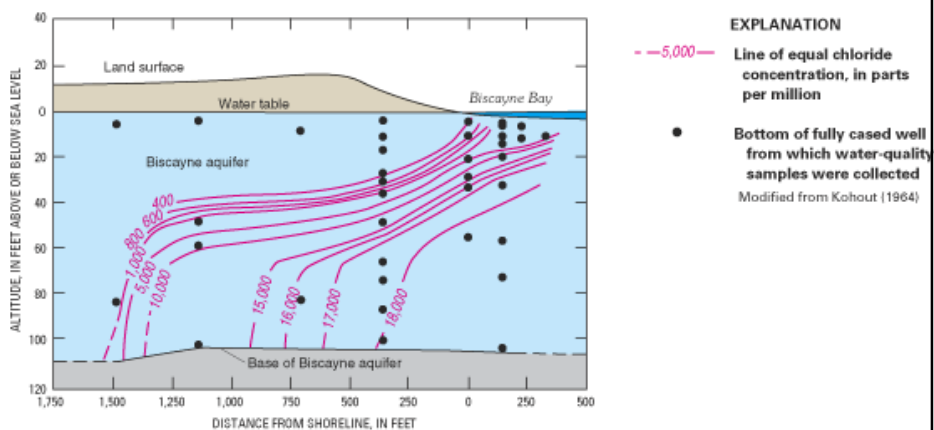 40
20
0
20
40
60
80
100
120
ALTITUDE, IN FEET ABOVE OR BELOW SEA LEVEL
Land surface
Water table
Biscayne Bay
Biscayne aquifer
400
600
800
1,000
5,000
10,000
15,000
16,000
17,000
18,000
Base of Biscayne aquifer
1,750 1,500 1,250 1,000 750 500 250 0 250 500
DISTANCE FROM SHORELINE, IN FEET
EXPLANATION
5,000 Line of equal chloride
concentration, in parts
per million
Bottom of fully cased well
from which water-quality
samples were collected
Modified from Kohout (1964)